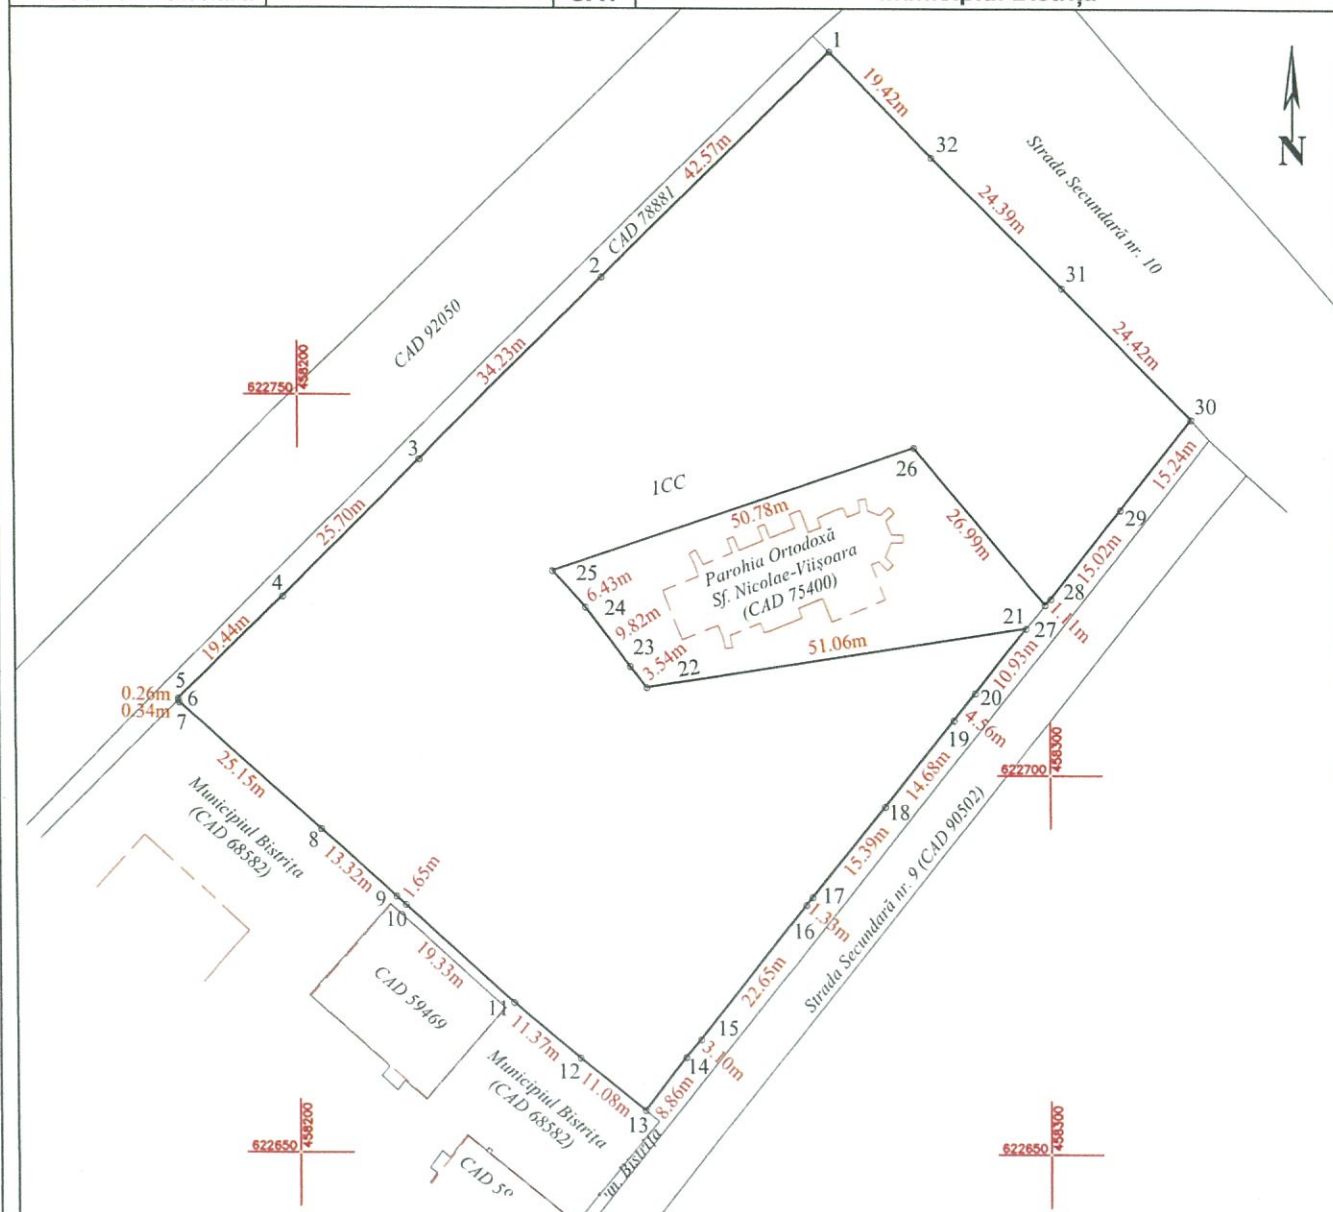 Municipiul Bistrița
1
19.42m
32
Strada Secundară nr. 10
N
42.57m
24.39m
CAD 78881
2
31
CAD 92050
24.42m
34.23m
458200
622750
30
3
15.24m
1CC
26
50.78m
29
25.70m
26.99m
Parohia Ortodoxă
Sf. Nicolae-Viișoara
(CAD 75400)
15.02m
25
6.43m
4
24
28
9.82m
1.11m
21
27
19.44m
51.06m
23
3.54m
22
10.93m
5
0.26m
6
0.34m
7
20
4.56m
19
458300
622700
25.15m
14.68m
Municipiul Bistrița
(CAD 68582)
18
8
13.32m
1.65m
15.39m
9
10
17
1.33m
16
Strada Secundară nr. 9 (CAD 90502)
19.33m
CAD 59469
22.65m
11
11.37m
15
3.10m
14
12
Municipiul Bistrița
(CAD 68582)
11.08m
8.86m
13
458200
622650
458300
622650
Bistrița